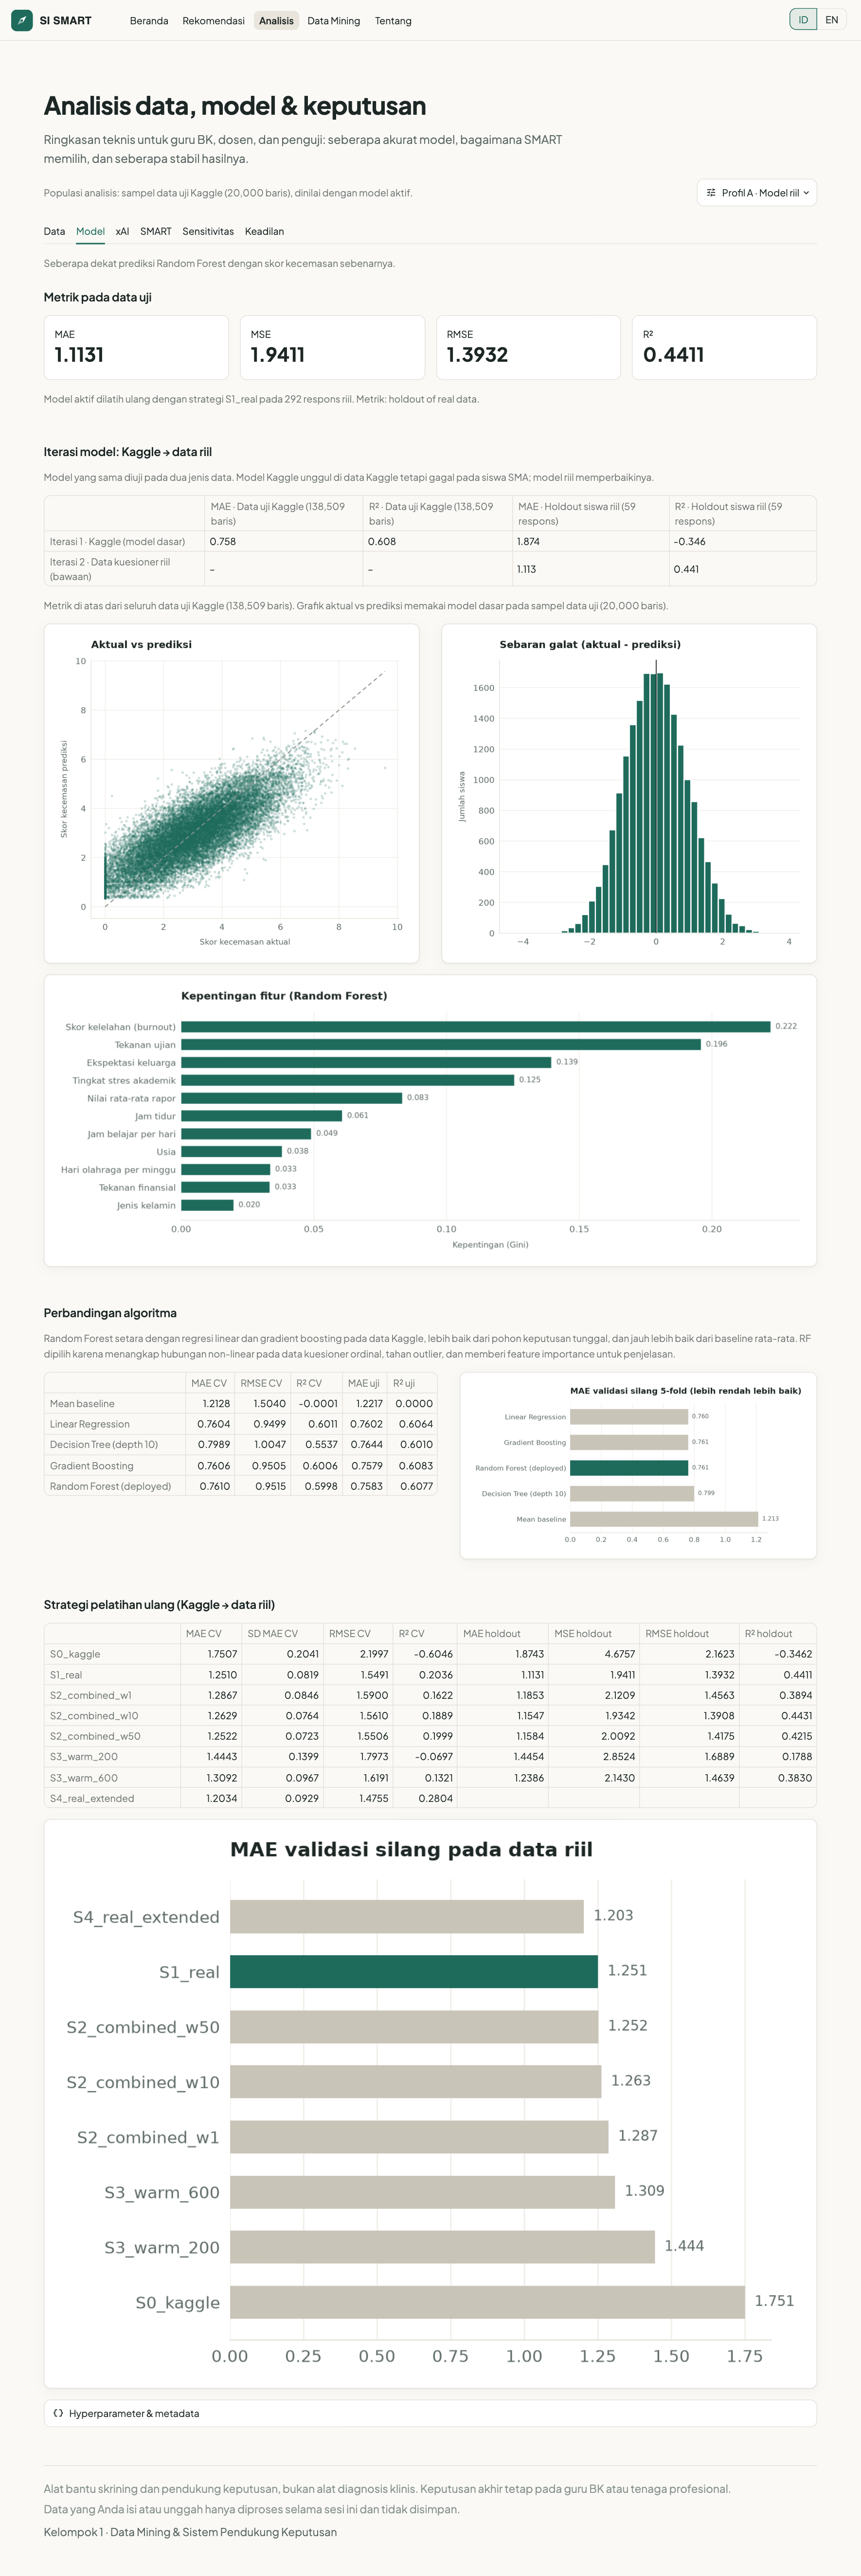 SI SMART
Beranda Rekomendasi Analisis Data Mining Tentang
ID EN
Analisis data, model & keputusan
Ringkasan teknis untuk guru BK, dosen, dan penguji: seberapa akurat model, bagaimana SMART
memilih, dan seberapa stabil hasilnya.
Populasi analisis: sampel data uji Kaggle (20,000 baris), dinilai dengan model aktif.
Profil A · Model riil
Data Model xAI SMART Sensitivitas Keadilan
Seberapa dekat prediksi Random Forest dengan skor kecemasan sebenarnya.
Metrik pada data uji
MAE
1.1131
MSE
1.9411
RMSE
1.3932
R²
0.4411
Model aktif dilatih ulang dengan strategi S1_real pada 292 respons riil. Metrik: holdout of real data.
Iterasi model: Kaggle → data riil
Model yang sama diuji pada dua jenis data. Model Kaggle unggul di data Kaggle tetapi gagal pada siswa SMA; model riil memperbaikinya.
MAE · Data uji Kaggle (138,509 baris) R² · Data uji Kaggle (138,509 baris) MAE · Holdout siswa riil (59 respons) R² · Holdout siswa riil (59 respons)
Iterasi 1 · Kaggle (model dasar) 0.758 0.608 1.874 -0.346
Iterasi 2 · Data kuesioner riil (bawaan) – – 1.113 0.441
Metrik di atas dari seluruh data uji Kaggle (138,509 baris). Grafik aktual vs prediksi memakai model dasar pada sampel data uji (20,000 baris).
Aktual vs prediksi
Skor kecemasan prediksi
10
8
6
4
2
0
0 2 4 6 8 10
Skor kecemasan aktual
Sebaran galat (aktual - prediksi)
Jumlah siswa
1600
1400
1200
1000
800
600
400
200
0
−4 −2 0 2 4
Kepentingan fitur (Random Forest)
Skor kelelahan (burnout) 0.222
Tekanan ujian 0.196
Ekspektasi keluarga 0.139
Tingkat stres akademik 0.125
Nilai rata-rata rapor 0.083
Jam tidur 0.061
Jam belajar per hari 0.049
Usia 0.038
Hari olahraga per minggu 0.033
Tekanan finansial 0.033
Jenis kelamin 0.020
0.00 0.05 0.10 0.15 0.20
Kepentingan (Gini)
Perbandingan algoritma
Random Forest setara dengan regresi linear dan gradient boosting pada data Kaggle, lebih baik dari pohon keputusan tunggal, dan jauh lebih baik dari baseline rata-rata. RF
dipilih karena menangkap hubungan non-linear pada data kuesioner ordinal, tahan outlier, dan memberi feature importance untuk penjelasan.
MAE CV RMSE CV R² CV MAE uji R² uji
Mean baseline 1.2128 1.5040 -0.0001 1.2217 0.0000
Linear Regression 0.7604 0.9499 0.6011 0.7602 0.6064
Decision Tree (depth 10) 0.7989 1.0047 0.5537 0.7644 0.6010
Gradient Boosting 0.7606 0.9505 0.6006 0.7579 0.6083
Random Forest (deployed) 0.7610 0.9515 0.5998 0.7583 0.6077
MAE validasi silang 5-fold (lebih rendah lebih baik)
Linear Regression 0.760
Gradient Boosting 0.761
Random Forest (deployed) 0.761
Decision Tree (depth 10) 0.799
Mean baseline 1.213
0.0 0.2 0.4 0.6 0.8 1.0 1.2
Strategi pelatihan ulang (Kaggle → data riil)
MAE CV SD MAE CV RMSE CV R² CV MAE holdout MSE holdout RMSE holdout R² holdout
S0_kaggle 1.7507 0.2041 2.1997 -0.6046 1.8743 4.6757 2.1623 -0.3462
S1_real 1.2510 0.0819 1.5491 0.2036 1.1131 1.9411 1.3932 0.4411
S2_combined_w1 1.2867 0.0846 1.5900 0.1622 1.1853 2.1209 1.4563 0.3894
S2_combined_w10 1.2629 0.0764 1.5610 0.1889 1.1547 1.9342 1.3908 0.4431
S2_combined_w50 1.2522 0.0723 1.5506 0.1999 1.1584 2.0092 1.4175 0.4215
S3_warm_200 1.4443 0.1399 1.7973 -0.0697 1.4454 2.8524 1.6889 0.1788
S3_warm_600 1.3092 0.0967 1.6191 0.1321 1.2386 2.1430 1.4639 0.3830
S4_real_extended 1.2034 0.0929 1.4755 0.2804
MAE validasi silang pada data riil
S4_real_extended 1.203
S1_real 1.251
S2_combined_w50 1.252
S2_combined_w10 1.263
S2_combined_w1 1.287
S3_warm_600 1.309
S3_warm_200 1.444
S0_kaggle 1.751
0.00 0.25 0.50 0.75 1.00 1.25 1.50 1.75
Hyperparameter & metadata
Alat bantu skrining dan pendukung keputusan, bukan alat diagnosis klinis. Keputusan akhir tetap pada guru BK atau tenaga profesional.
Data yang Anda isi atau unggah hanya diproses selama sesi ini dan tidak disimpan.
Kelompok 1 · Data Mining & Sistem Pendukung Keputusan